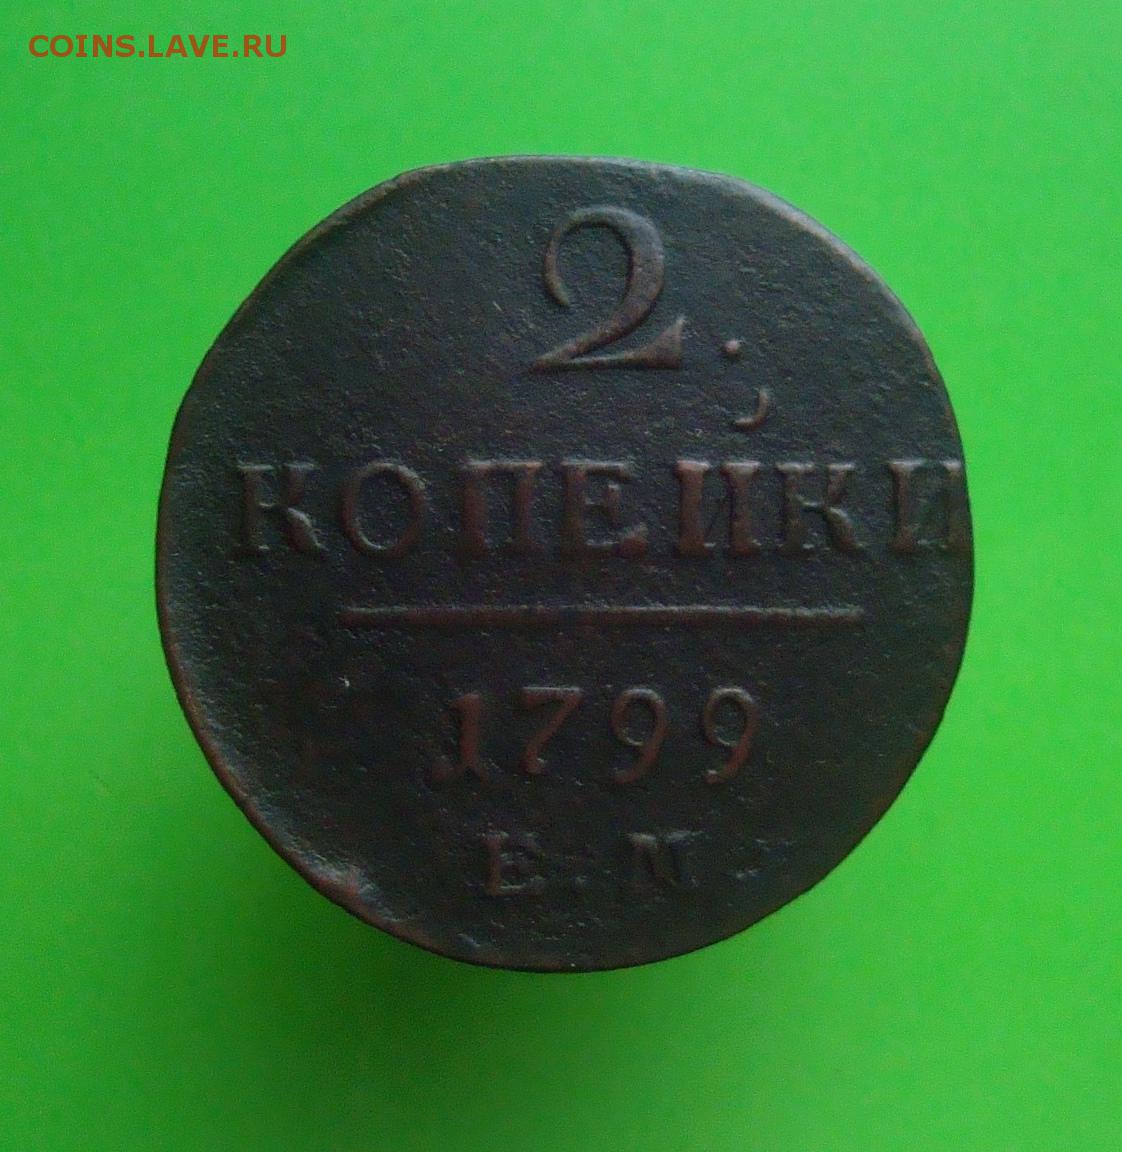 COINS.LAVE.RU
2.
КОПЕЙКИ
1799
Е М